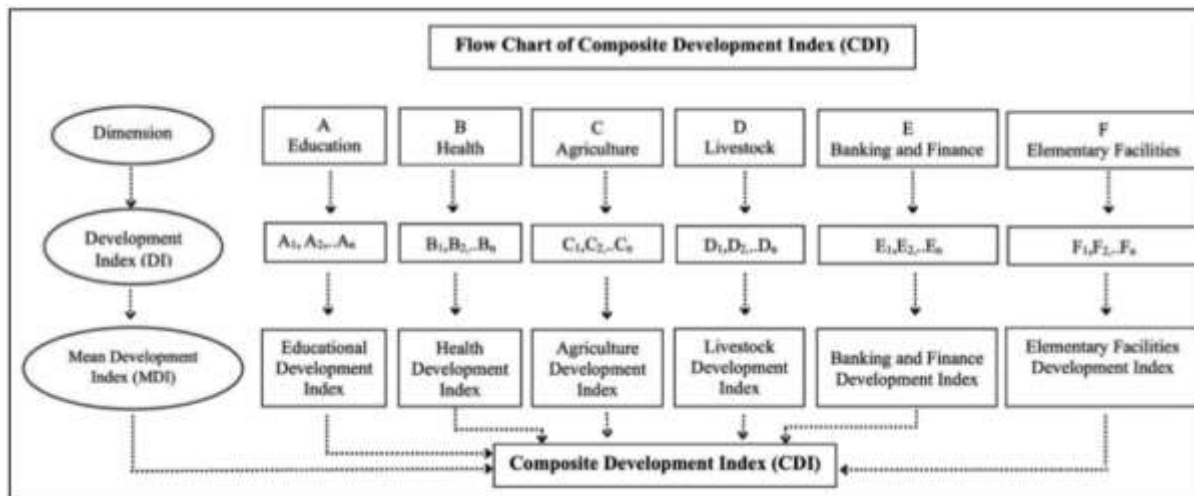 Flow Chart of Composite Development Index (CDI)
Dimension
A
Education
B
Health
C
Agriculture
D
Livestock
E
Banking and Finance
F
Elementary Facilities
Development
Index (DI)
A₁, A₂,..Aₙ
B₁,B₂,..Bₙ
C₁,C₂,..Cₙ
D₁,D₂,..Dₙ
E₁,E₂,..Eₙ
F₁,F₂,..Fₙ
Mean Development
Index (MDI)
Educational
Development
Index
Health
Development
Index
Agriculture
Development
Index
Livestock
Development
Index
Banking and Finance
Development Index
Elementary Facilities
Development Index
Composite Development Index (CDI)